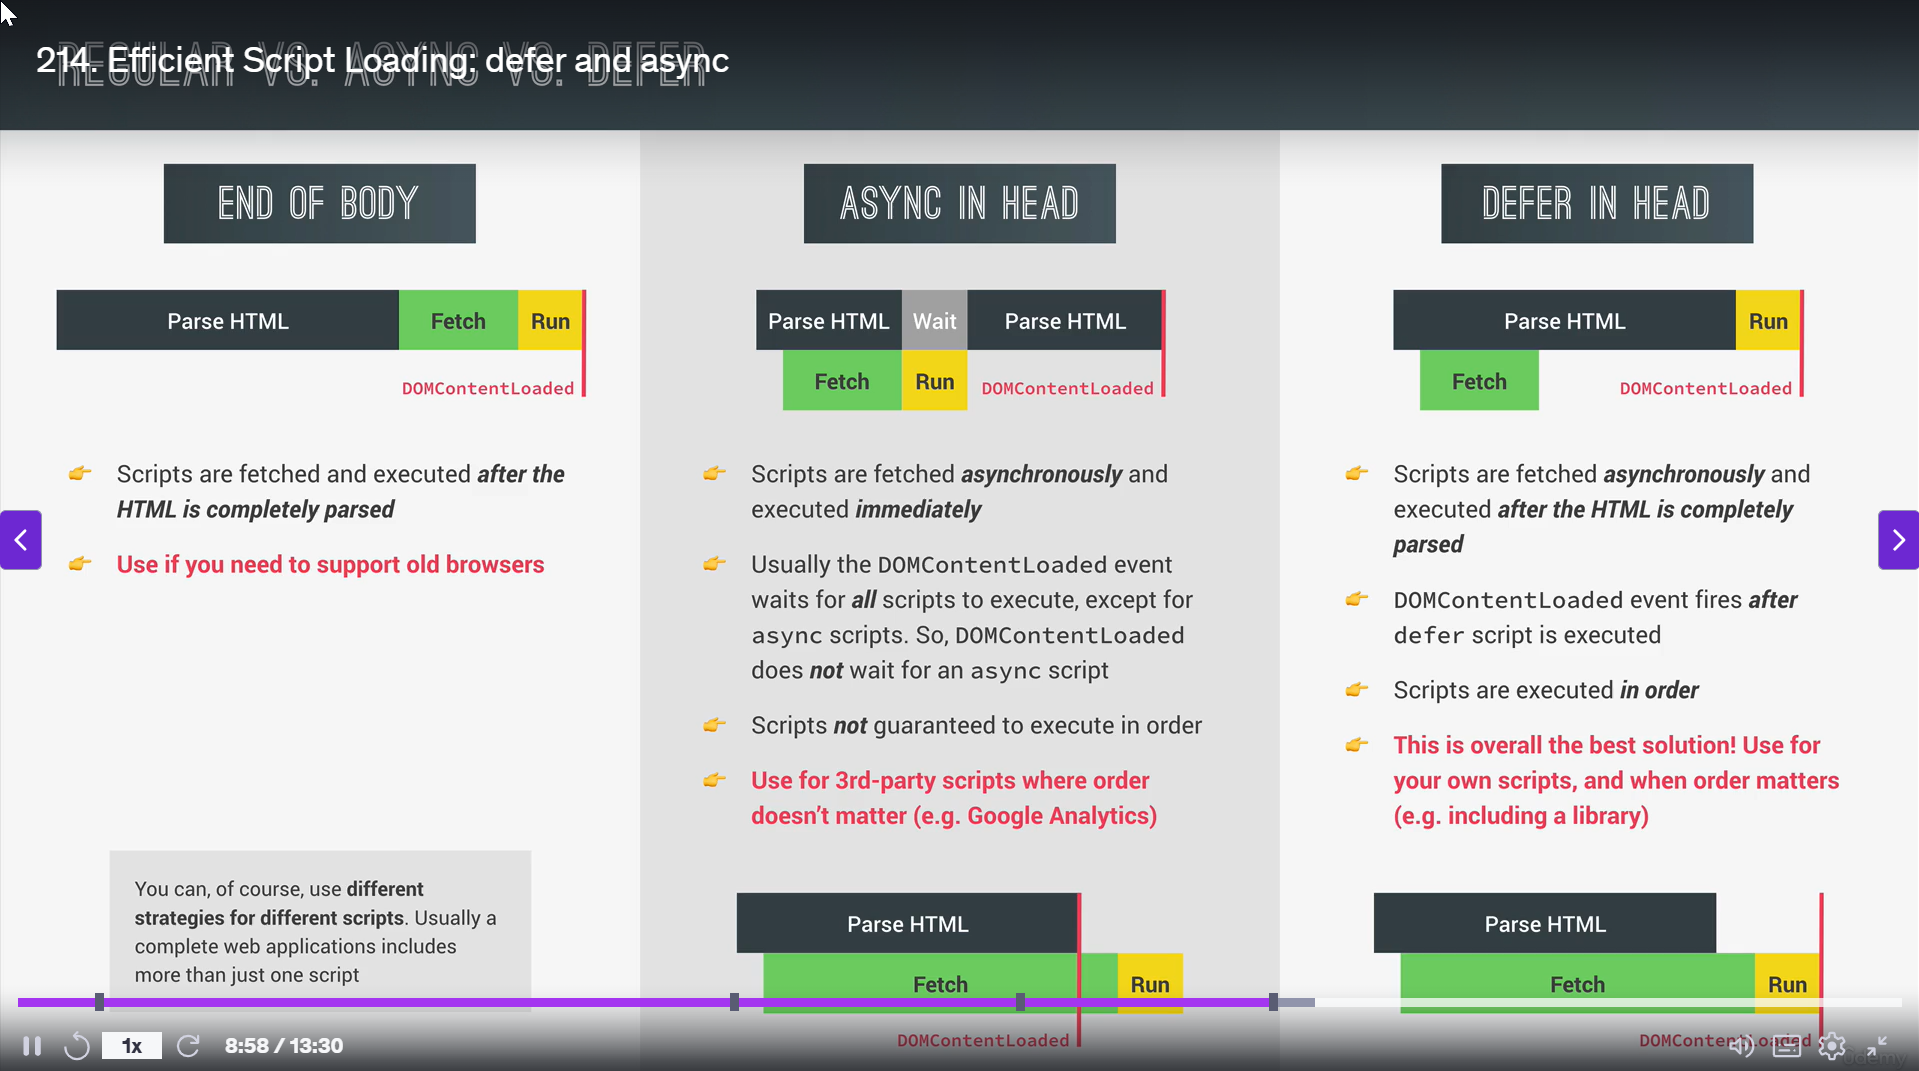 REGULAR VS. ASYNC VS. DEFER
214. Efficient Script Loading: defer and async
END OF BODY
Parse HTML
Fetch
Run
DOMContentLoaded
Scripts are fetched and executed after the
HTML is completely parsed
Use if you need to support old browsers
You can, of course, use different
strategies for different scripts. Usually a
complete web applications includes
more than just one script
ASYNC IN HEAD
Parse HTML
Wait
Parse HTML
Fetch
Run
DOMContentLoaded
Scripts are fetched asynchronously and
executed immediately
Usually the DOMContentLoaded event
waits for all scripts to execute, except for
async scripts. So, DOMContentLoaded
does not wait for an async script
Scripts not guaranteed to execute in order
Use for 3rd-party scripts where order
doesn't matter (e.g. Google Analytics)
Parse HTML
Fetch
Run
DOMContentLoaded
DEFER IN HEAD
Parse HTML
Run
Fetch
DOMContentLoaded
Scripts are fetched asynchronously and
executed after the HTML is completely
parsed
DOMContentLoaded event fires after
defer script is executed
Scripts are executed in order
This is overall the best solution! Use for
your own scripts, and when order matters
(e.g. including a library)
Parse HTML
Fetch
Run
DOMContentLoaded
1x
8:58 / 13:30
Udemy